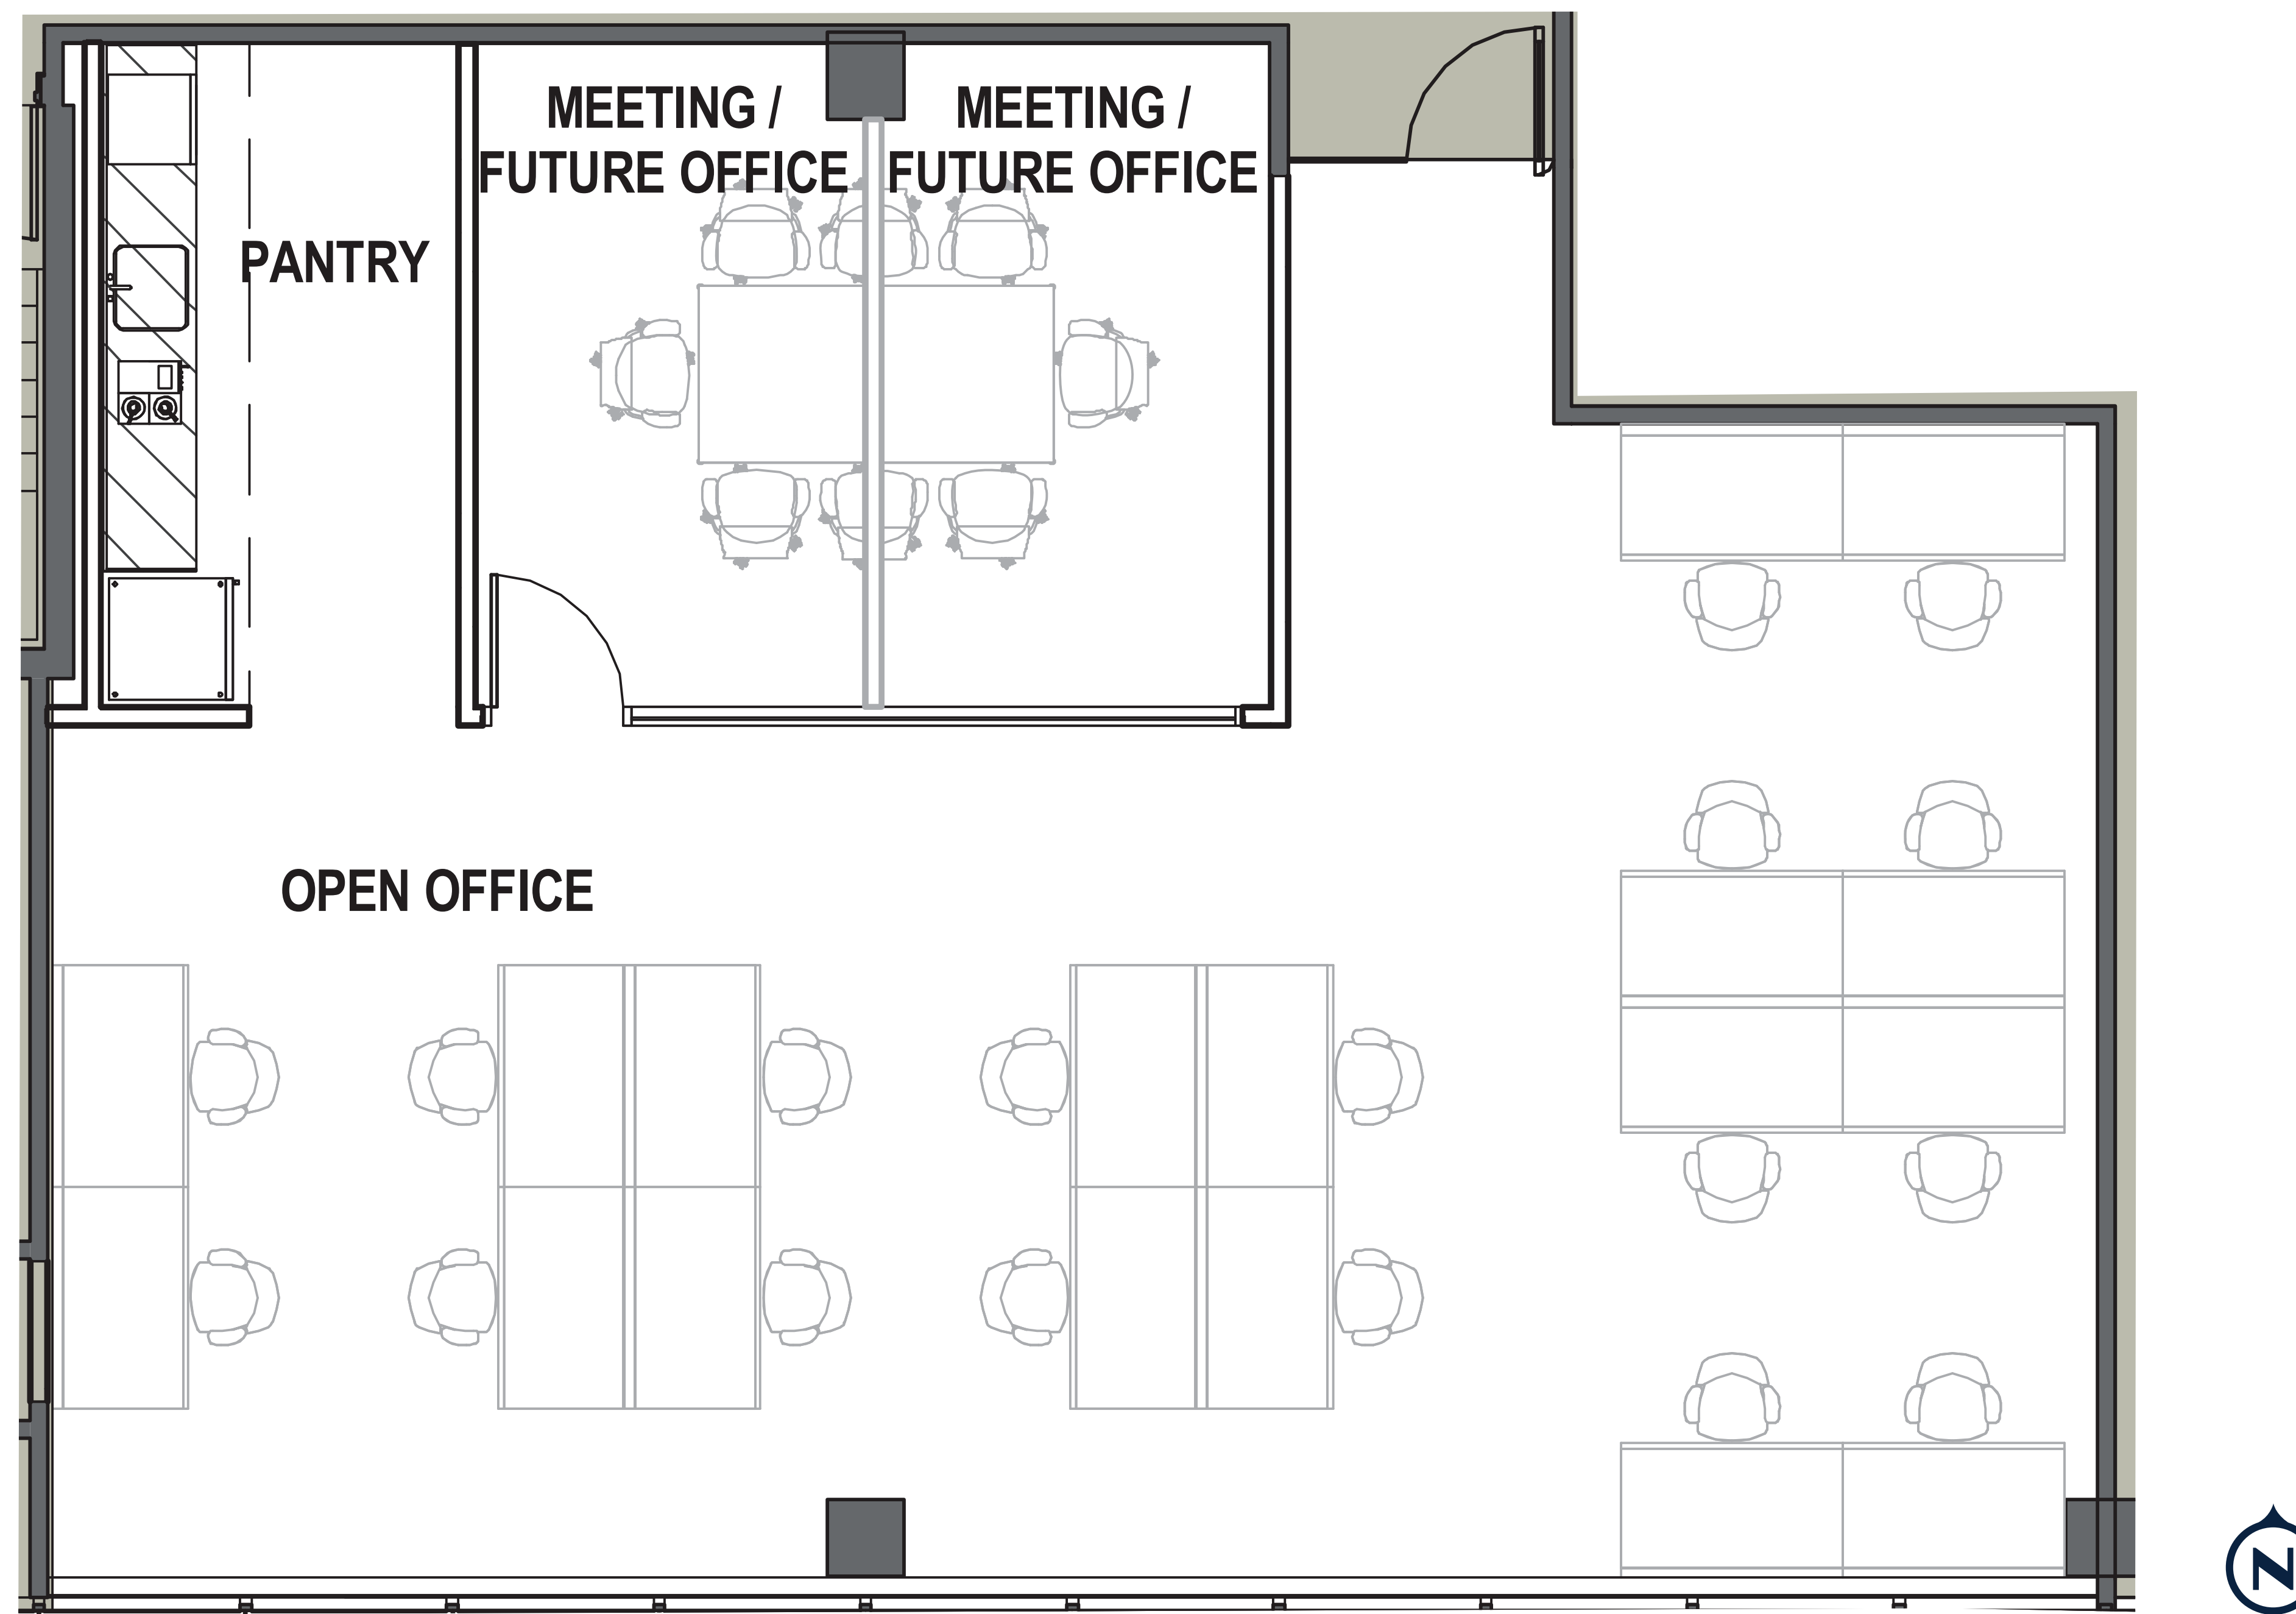 MEETING /
FUTURE OFFICE
MEETING /
FUTURE OFFICE
PANTRY
OPEN OFFICE
N